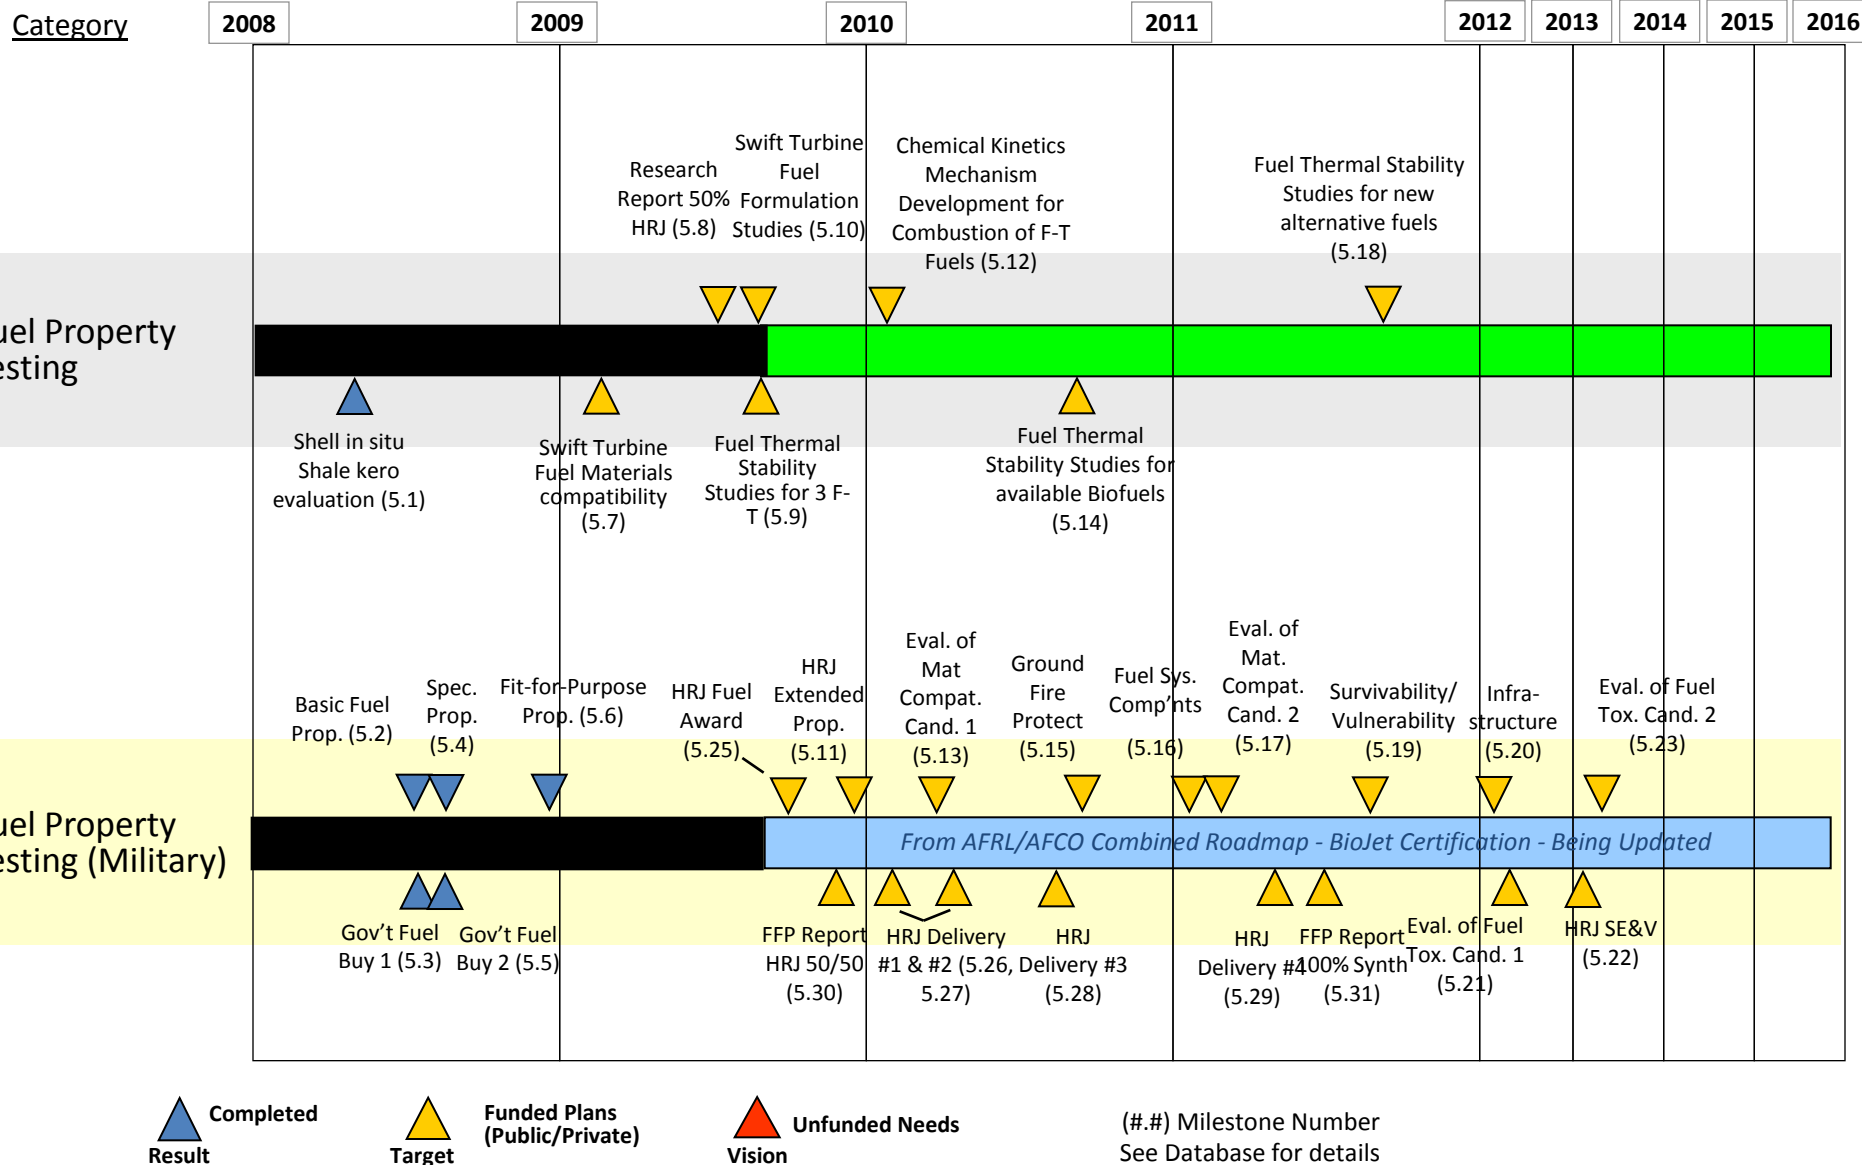 Category
2008
2009
2010
2011
2012
2013
2014
2015
2016
Research
Report 50%
HRJ (5.8)
Swift Turbine
Fuel
Formulation
Studies (5.10)
Chemical Kinetics
Mechanism
Development for
Combustion of F-T
Fuels (5.12)
Fuel Thermal Stability
Studies for new
alternative fuels
(5.18)
uel Property
esting
Shell in situ
Shale kero
evaluation (5.1)
Swift Turbine
Fuel Materials
compatibility
(5.7)
Fuel Thermal
Stability
Studies for 3 F-
T (5.9)
Fuel Thermal
Stability Studies for
available Biofuels
(5.14)
Basic Fuel
Prop. (5.2)
Spec.
Prop.
(5.4)
Fit-for-Purpose
Prop. (5.6)
HRJ Fuel
Award
(5.25)
HRJ
Extended
Prop.
(5.11)
Eval. of
Mat
Compat.
Cand. 1
(5.13)
Ground
Fire
Protect
(5.15)
Fuel Sys.
Comp’nts
(5.16)
Eval. of
Mat.
Compat.
Cand. 2
(5.17)
Survivability/
Vulnerability
(5.19)
Infra-
structure
(5.20)
Eval. of Fuel
Tox. Cand. 2
(5.23)
uel Property
esting (Military)
From AFRL/AFCO Combined Roadmap - BioJet Certification - Being Updated
Gov’t Fuel
Buy 1 (5.3)
Gov’t Fuel
Buy 2 (5.5)
FFP Report
HRJ 50/50
(5.30)
HRJ Delivery
#1 & #2 (5.26,
5.27)
HRJ
Delivery #3
(5.28)
HRJ
Delivery #4
(5.29)
FFP Report
100% Synth
(5.31)
Eval. of Fuel
Tox. Cand. 1
(5.21)
HRJ SE&V
(5.22)
Completed
Result
Funded Plans
(Public/Private)
Target
Unfunded Needs
Vision
(#.#) Milestone Number
See Database for details